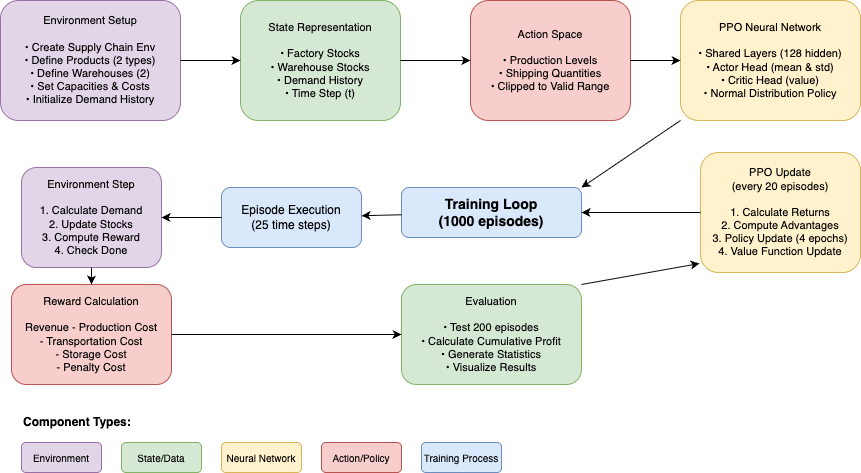 Environment Setup
• Create Supply Chain Env
• Define Products (2 types)
• Define Warehouses (2)
• Set Capacities & Costs
• Initialize Demand History
State Representation
• Factory Stocks
• Warehouse Stocks
• Demand History
• Time Step (t)
Action Space
• Production Levels
• Shipping Quantities
• Clipped to Valid Range
PPO Neural Network
• Shared Layers (128 hidden)
• Actor Head (mean & std)
• Critic Head (value)
• Normal Distribution Policy
Environment Step
1. Calculate Demand
2. Update Stocks
3. Compute Reward
4. Check Done
Episode Execution
(25 time steps)
Training Loop
(1000 episodes)
PPO Update
(every 20 episodes)
1. Calculate Returns
2. Compute Advantages
3. Policy Update (4 epochs)
4. Value Function Update
Reward Calculation
Revenue - Production Cost
- Transportation Cost
- Storage Cost
- Penalty Cost
Evaluation
• Test 200 episodes
• Calculate Cumulative Profit
• Generate Statistics
• Visualize Results
Component Types:
Environment
State/Data
Neural Network
Action/Policy
Training Process